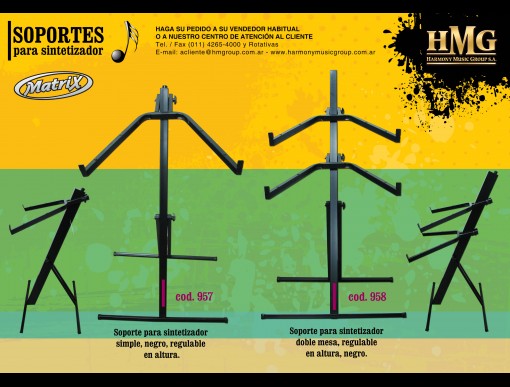 SOPORTES
para sintetizador
HAGA SU PEDIDO A SU VENDEDOR HABITUAL
O A NUESTRO CENTRO DE ATENCIÓN AL CLIENTE
Tel. / Fax (011) 4265-4000 y Rotativas
E-mail: acliente@hmgroup.com.ar - www.harmonymusicgroup.com.ar
HMG
HARMONY MUSIC GROUP S.A.
Matrix
cod. 957
cod. 958
Soporte para sintetizador
simple, negro, regulable
en altura.
Soporte para sintetizador
doble mesa, regulable
en altura, negro.